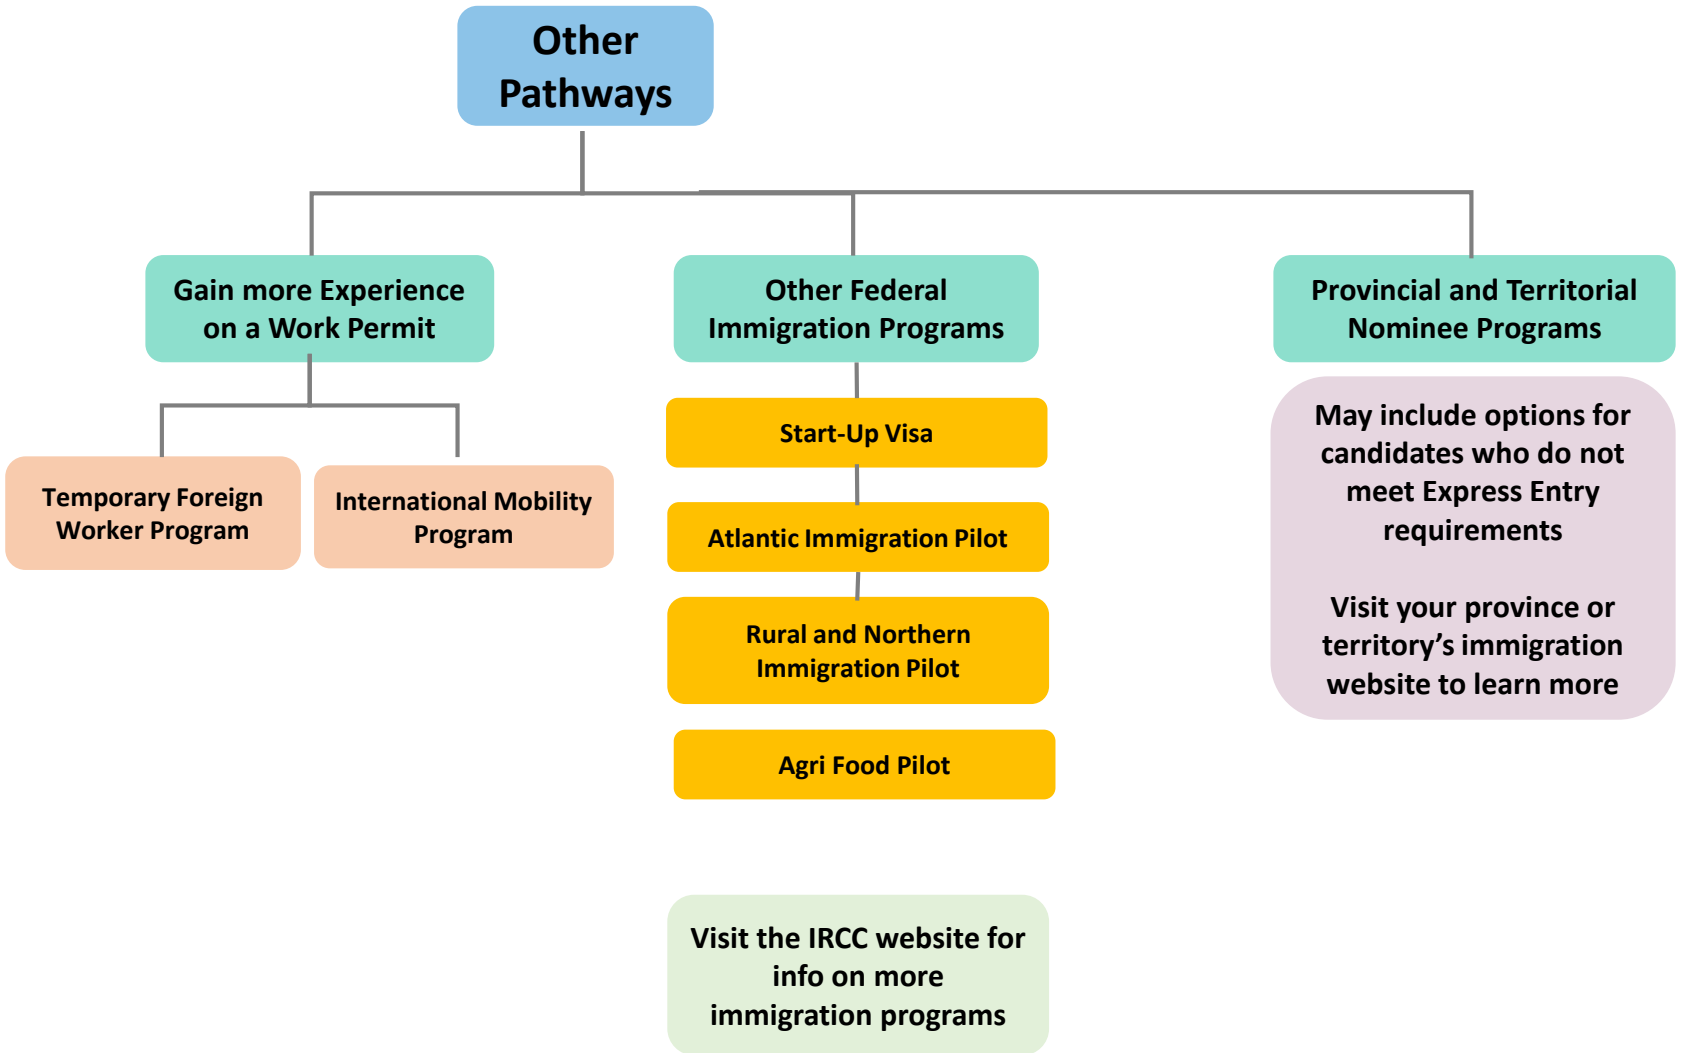 Other
Pathways
Gain more Experience
on a Work Permit
Temporary Foreign
Worker Program
International Mobility
Program
Other Federal
Immigration Programs
Start-Up Visa
Atlantic Immigration Pilot
Rural and Northern
Immigration Pilot
Agri Food Pilot
Visit the IRCC website for
info on more
immigration programs
Provincial and Territorial
Nominee Programs
May include options for
candidates who do not
meet Express Entry
requirements
Visit your province or
territory’s immigration
website to learn more